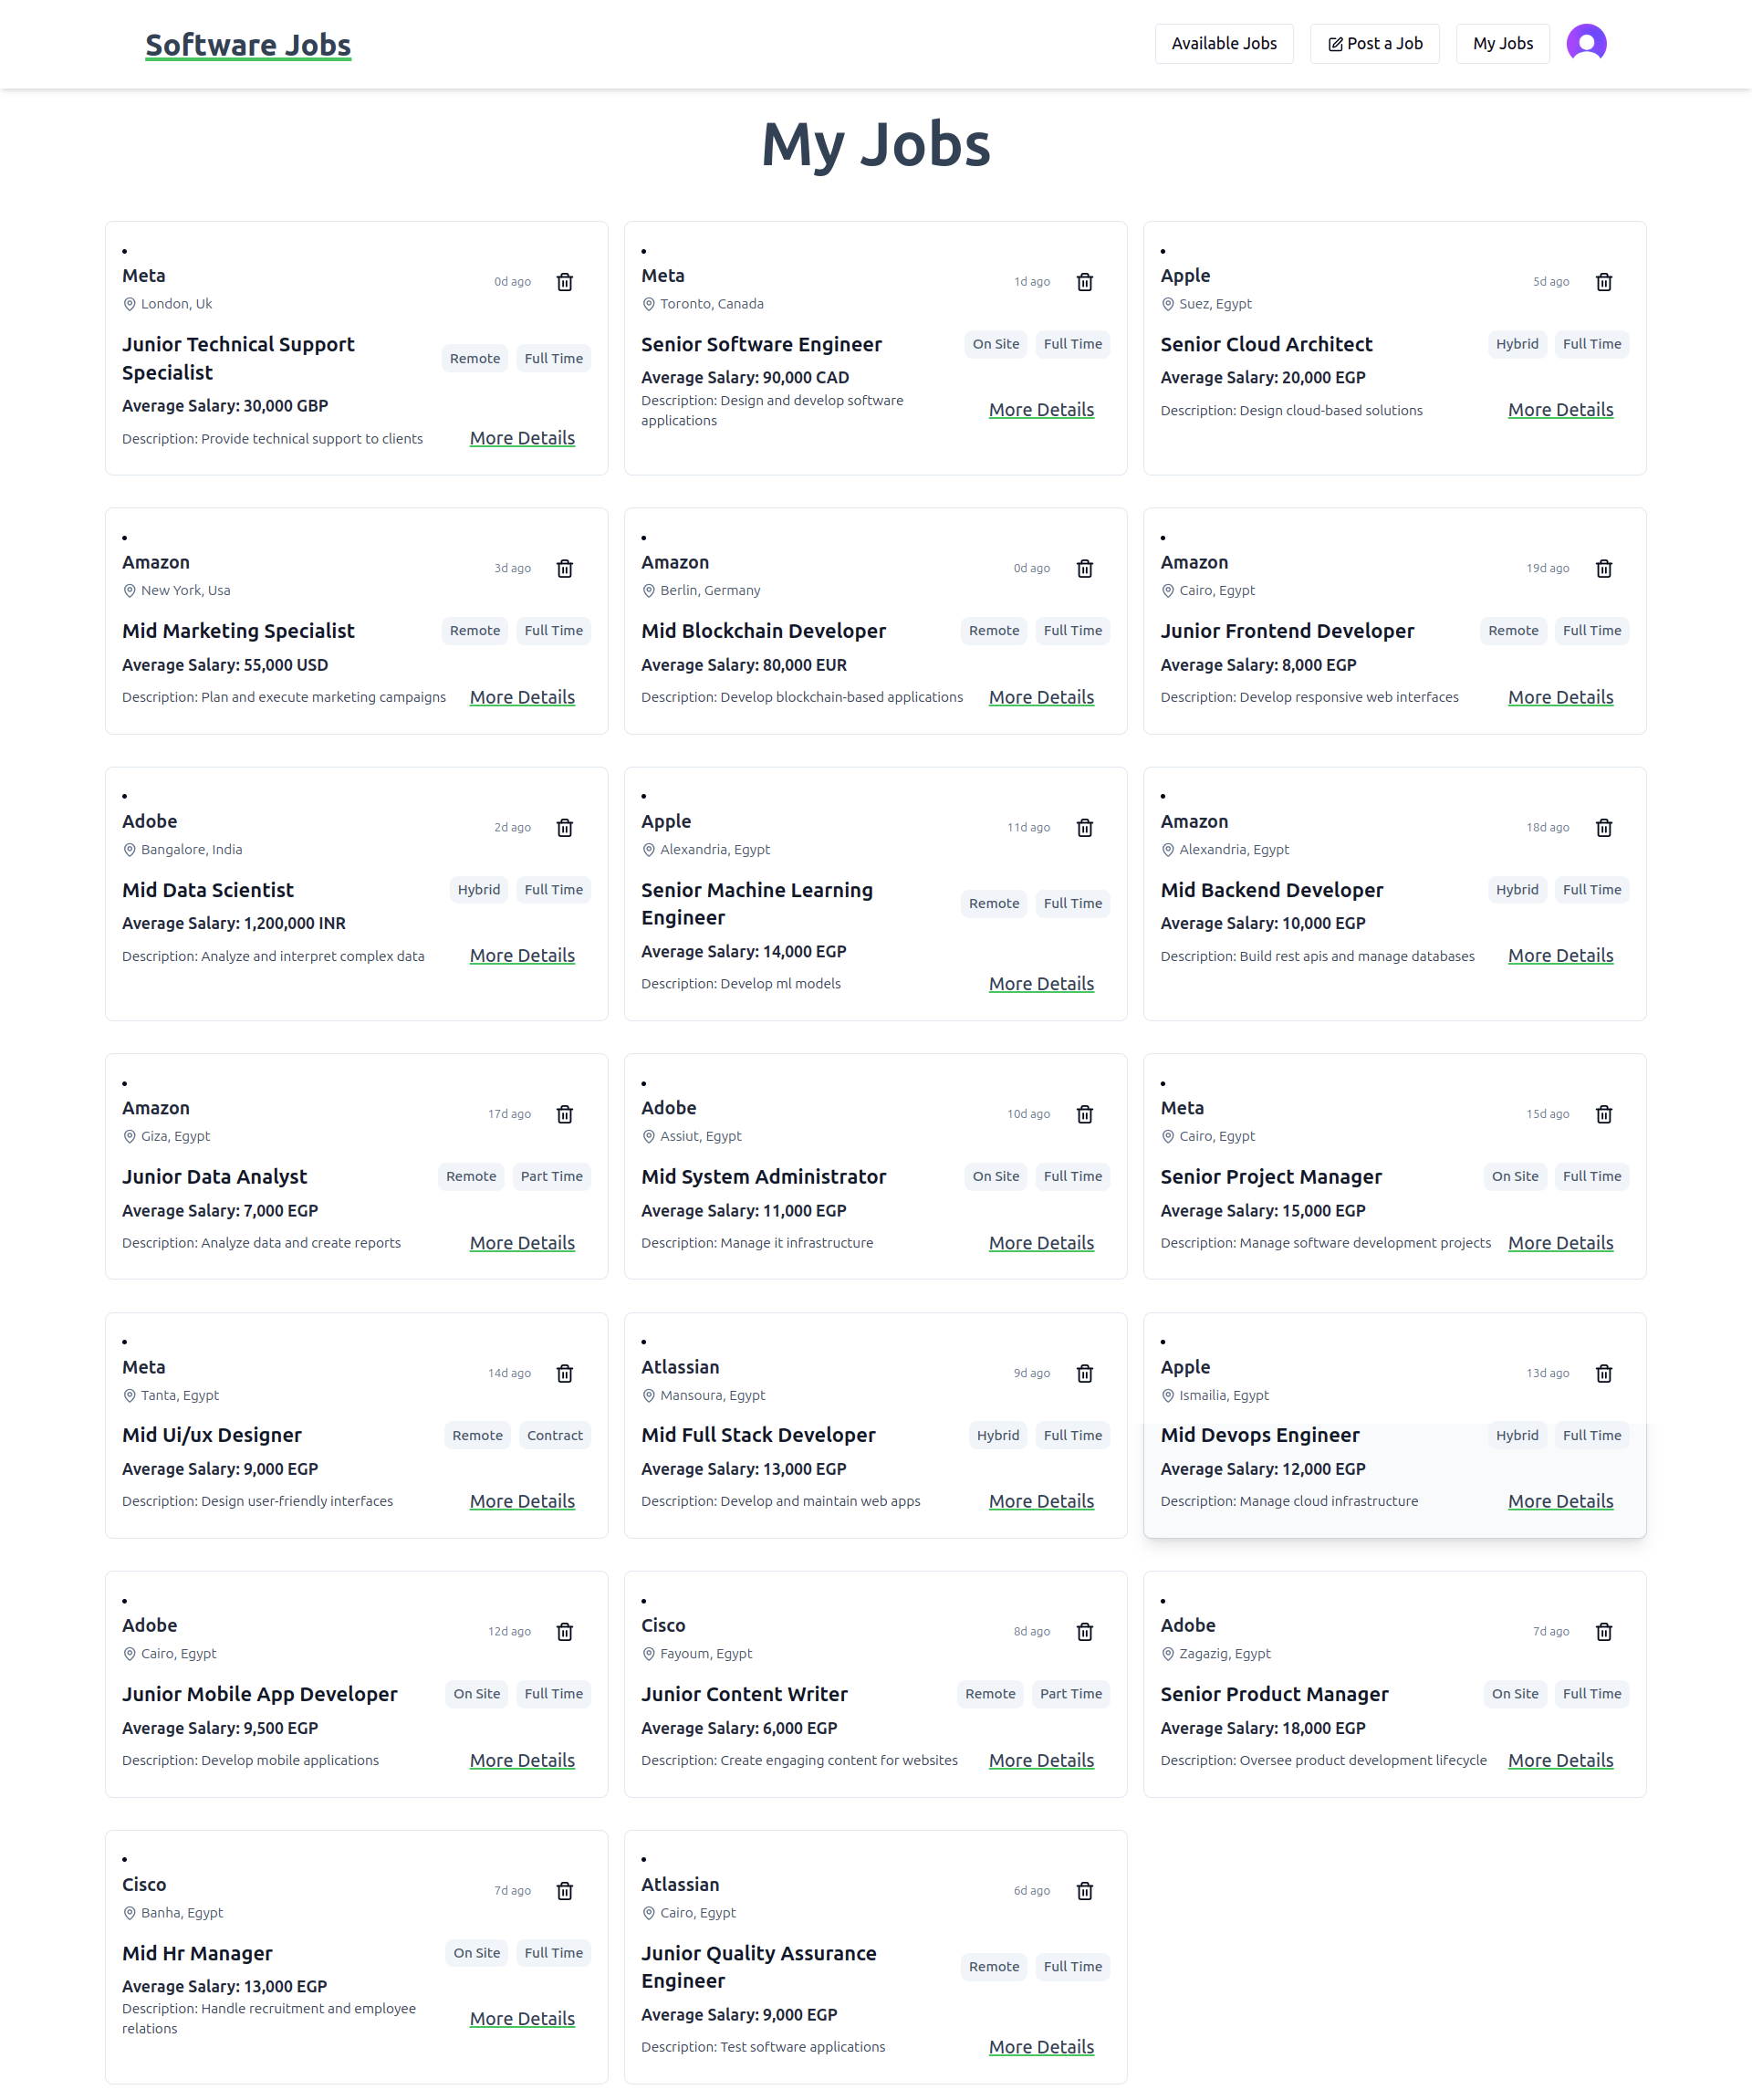 Software Jobs
Available Jobs
Post a Job
My Jobs
My Jobs
Meta
0d ago
London, Uk
Junior Technical Support
Specialist
Remote
Full Time
Average Salary: 30,000 GBP
Description: Provide technical support to clients
More Details
Meta
1d ago
Toronto, Canada
Senior Software Engineer
On Site
Full Time
Average Salary: 90,000 CAD
Description: Design and develop software
applications
More Details
Apple
5d ago
Suez, Egypt
Senior Cloud Architect
Hybrid
Full Time
Average Salary: 20,000 EGP
Description: Design cloud-based solutions
More Details
Amazon
3d ago
New York, Usa
Mid Marketing Specialist
Remote
Full Time
Average Salary: 55,000 USD
Description: Plan and execute marketing campaigns
More Details
Amazon
0d ago
Berlin, Germany
Mid Blockchain Developer
Remote
Full Time
Average Salary: 80,000 EUR
Description: Develop blockchain-based applications
More Details
Amazon
19d ago
Cairo, Egypt
Junior Frontend Developer
Remote
Full Time
Average Salary: 8,000 EGP
Description: Develop responsive web interfaces
More Details
Adobe
2d ago
Bangalore, India
Mid Data Scientist
Hybrid
Full Time
Average Salary: 1,200,000 INR
Description: Analyze and interpret complex data
More Details
Apple
11d ago
Alexandria, Egypt
Senior Machine Learning
Engineer
Remote
Full Time
Average Salary: 14,000 EGP
Description: Develop ml models
More Details
Amazon
18d ago
Alexandria, Egypt
Mid Backend Developer
Hybrid
Full Time
Average Salary: 10,000 EGP
Description: Build rest apis and manage databases
More Details
Amazon
17d ago
Giza, Egypt
Junior Data Analyst
Remote
Part Time
Average Salary: 7,000 EGP
Description: Analyze data and create reports
More Details
Adobe
10d ago
Assiut, Egypt
Mid System Administrator
On Site
Full Time
Average Salary: 11,000 EGP
Description: Manage it infrastructure
More Details
Meta
15d ago
Cairo, Egypt
Senior Project Manager
On Site
Full Time
Average Salary: 15,000 EGP
Description: Manage software development projects
More Details
Meta
14d ago
Tanta, Egypt
Mid Ui/ux Designer
Remote
Contract
Average Salary: 9,000 EGP
Description: Design user-friendly interfaces
More Details
Atlassian
9d ago
Mansoura, Egypt
Mid Full Stack Developer
Hybrid
Full Time
Average Salary: 13,000 EGP
Description: Develop and maintain web apps
More Details
Apple
13d ago
Ismailia, Egypt
Mid Devops Engineer
Hybrid
Full Time
Average Salary: 12,000 EGP
Description: Manage cloud infrastructure
More Details
Adobe
12d ago
Cairo, Egypt
Junior Mobile App Developer
On Site
Full Time
Average Salary: 9,500 EGP
Description: Develop mobile applications
More Details
Cisco
8d ago
Fayoum, Egypt
Junior Content Writer
Remote
Part Time
Average Salary: 6,000 EGP
Description: Create engaging content for websites
More Details
Adobe
7d ago
Zagazig, Egypt
Senior Product Manager
On Site
Full Time
Average Salary: 18,000 EGP
Description: Oversee product development lifecycle
More Details
Cisco
7d ago
Banha, Egypt
Mid Hr Manager
On Site
Full Time
Average Salary: 13,000 EGP
Description: Handle recruitment and employee
relations
More Details
Atlassian
6d ago
Cairo, Egypt
Junior Quality Assurance
Engineer
Remote
Full Time
Average Salary: 9,000 EGP
Description: Test software applications
More Details